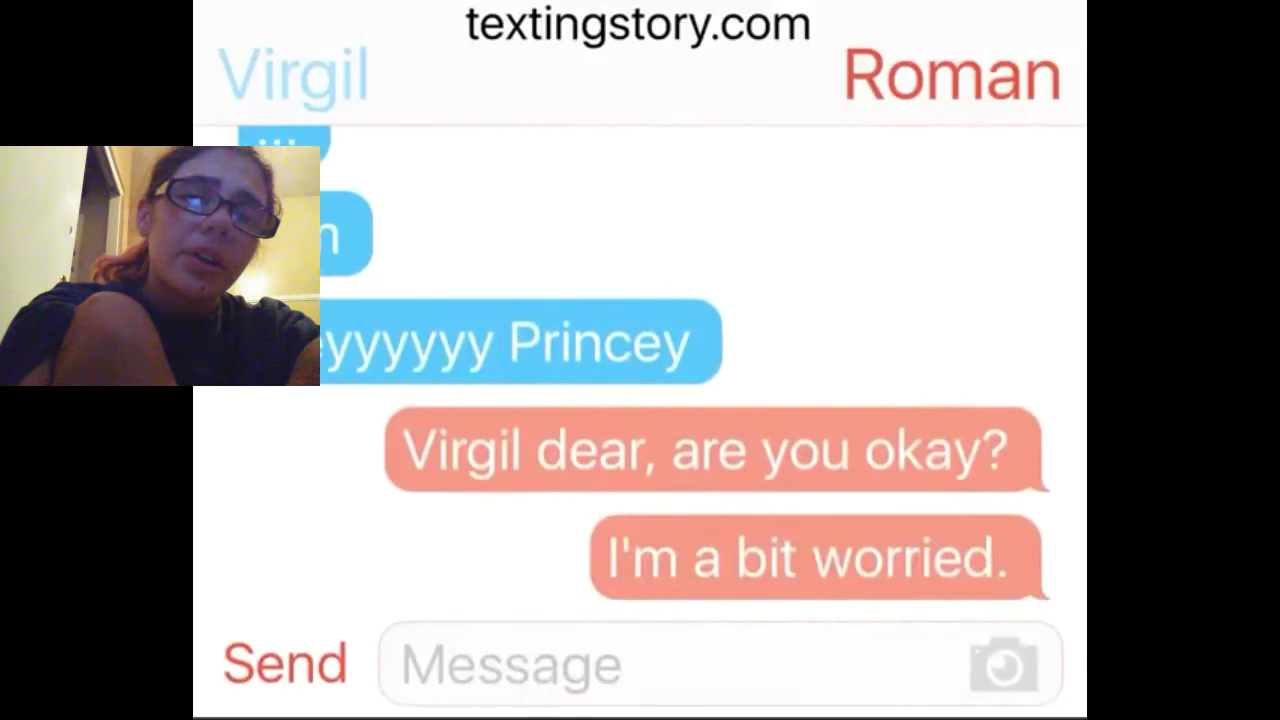 textingstory.com
Virgil
Roman
Princey
Virgil dear, are you okay?
I'm a bit worried.
Send
Message